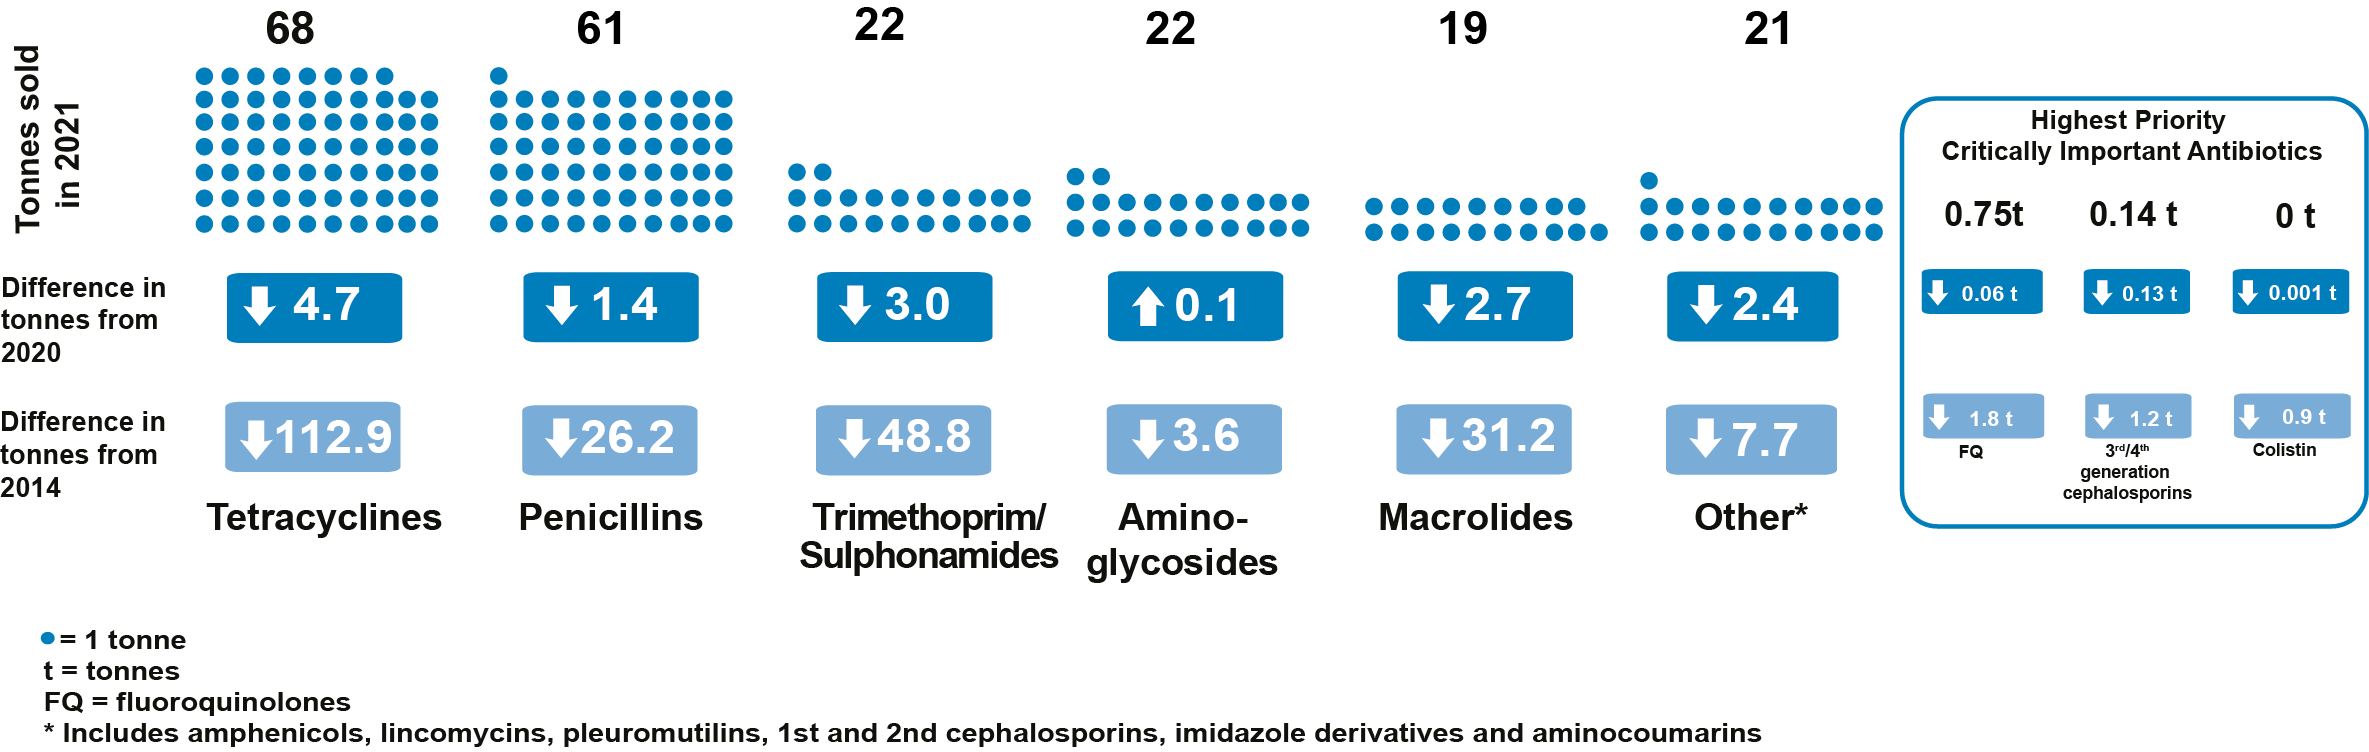 68 61 22 22 19 21
Tonnes sold
in 2021
Highest Priority
Critically Important Antibiotics
0.75t 0.14 t 0 t
Difference in
tonnes from
2020
4.7 1.4 3.0 0.1 2.7 2.4
0.06 t 0.13 t 0.001 t
Difference in
tonnes from
2014
112.9 26.2 48.8 3.6 31.2 7.7
1.8 t 1.2 t 0.9 t
FQ
3rd/4th
generation
cephalosporins
Colistin
Tetracyclines
Penicillins
Trimethoprim/
Sulphonamides
Amino-
glycosides
Macrolides
Other*
= 1 tonne
t = tonnes
FQ = fluoroquinolones
* Includes amphenicols, lincomycins, pleuromutilins, 1st and 2nd cephalosporins, imidazole derivatives and aminocoumarins